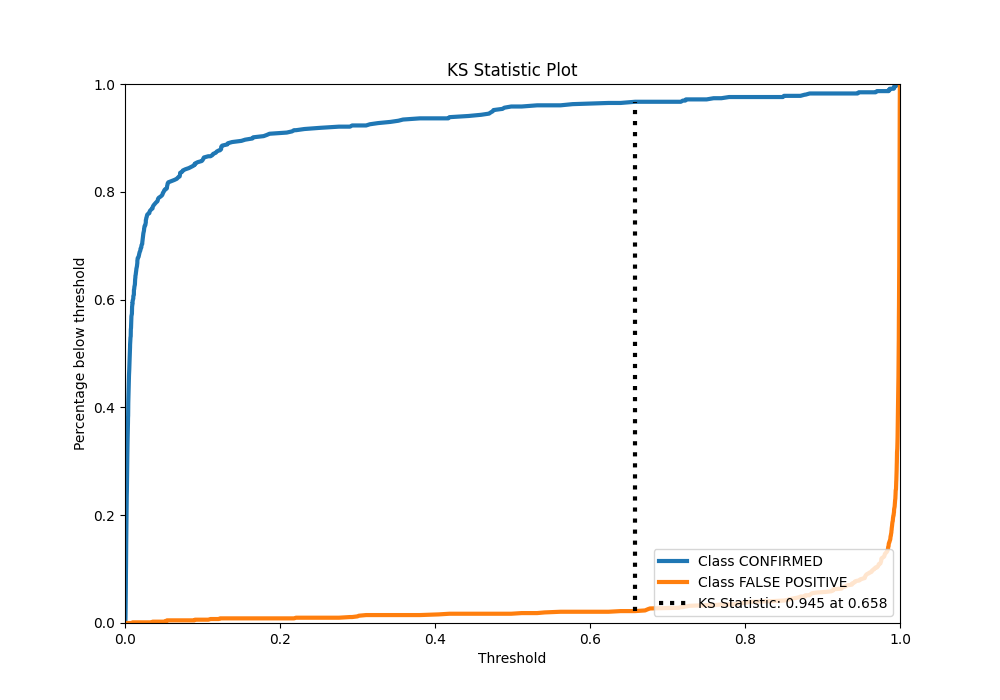 KS Statistic Plot
1.0
0.8
0.6
0.4
0.2
0.0
Percentage below threshold
0.0 0.2 0.4 0.6 0.8 1.0
Threshold
Class CONFIRMED
Class FALSE POSITIVE
KS Statistic: 0.945 at 0.658